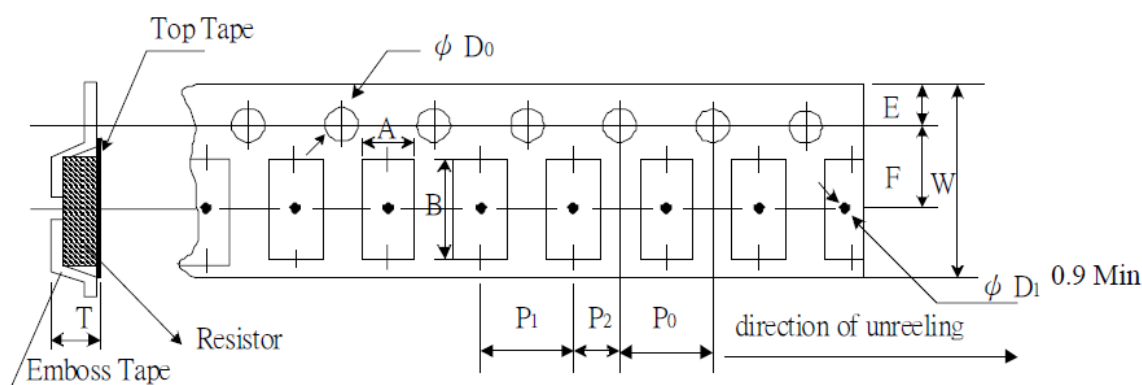 Top Tape
ψ D0
A
E
F
W
B
ψ D1 0.9 Min
T
P1
P2
P0
direction of unreeling
Resistor
Emboss Tape